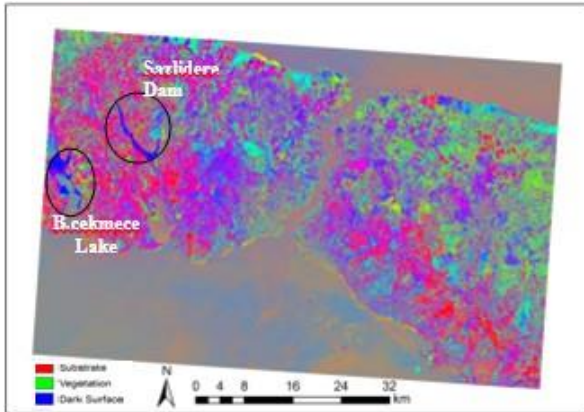 Sazlidere
Dam
B.cekmece
Lake
Substrate
Vegetation
Dark Surface
N
0 4 8 16 24 32
km